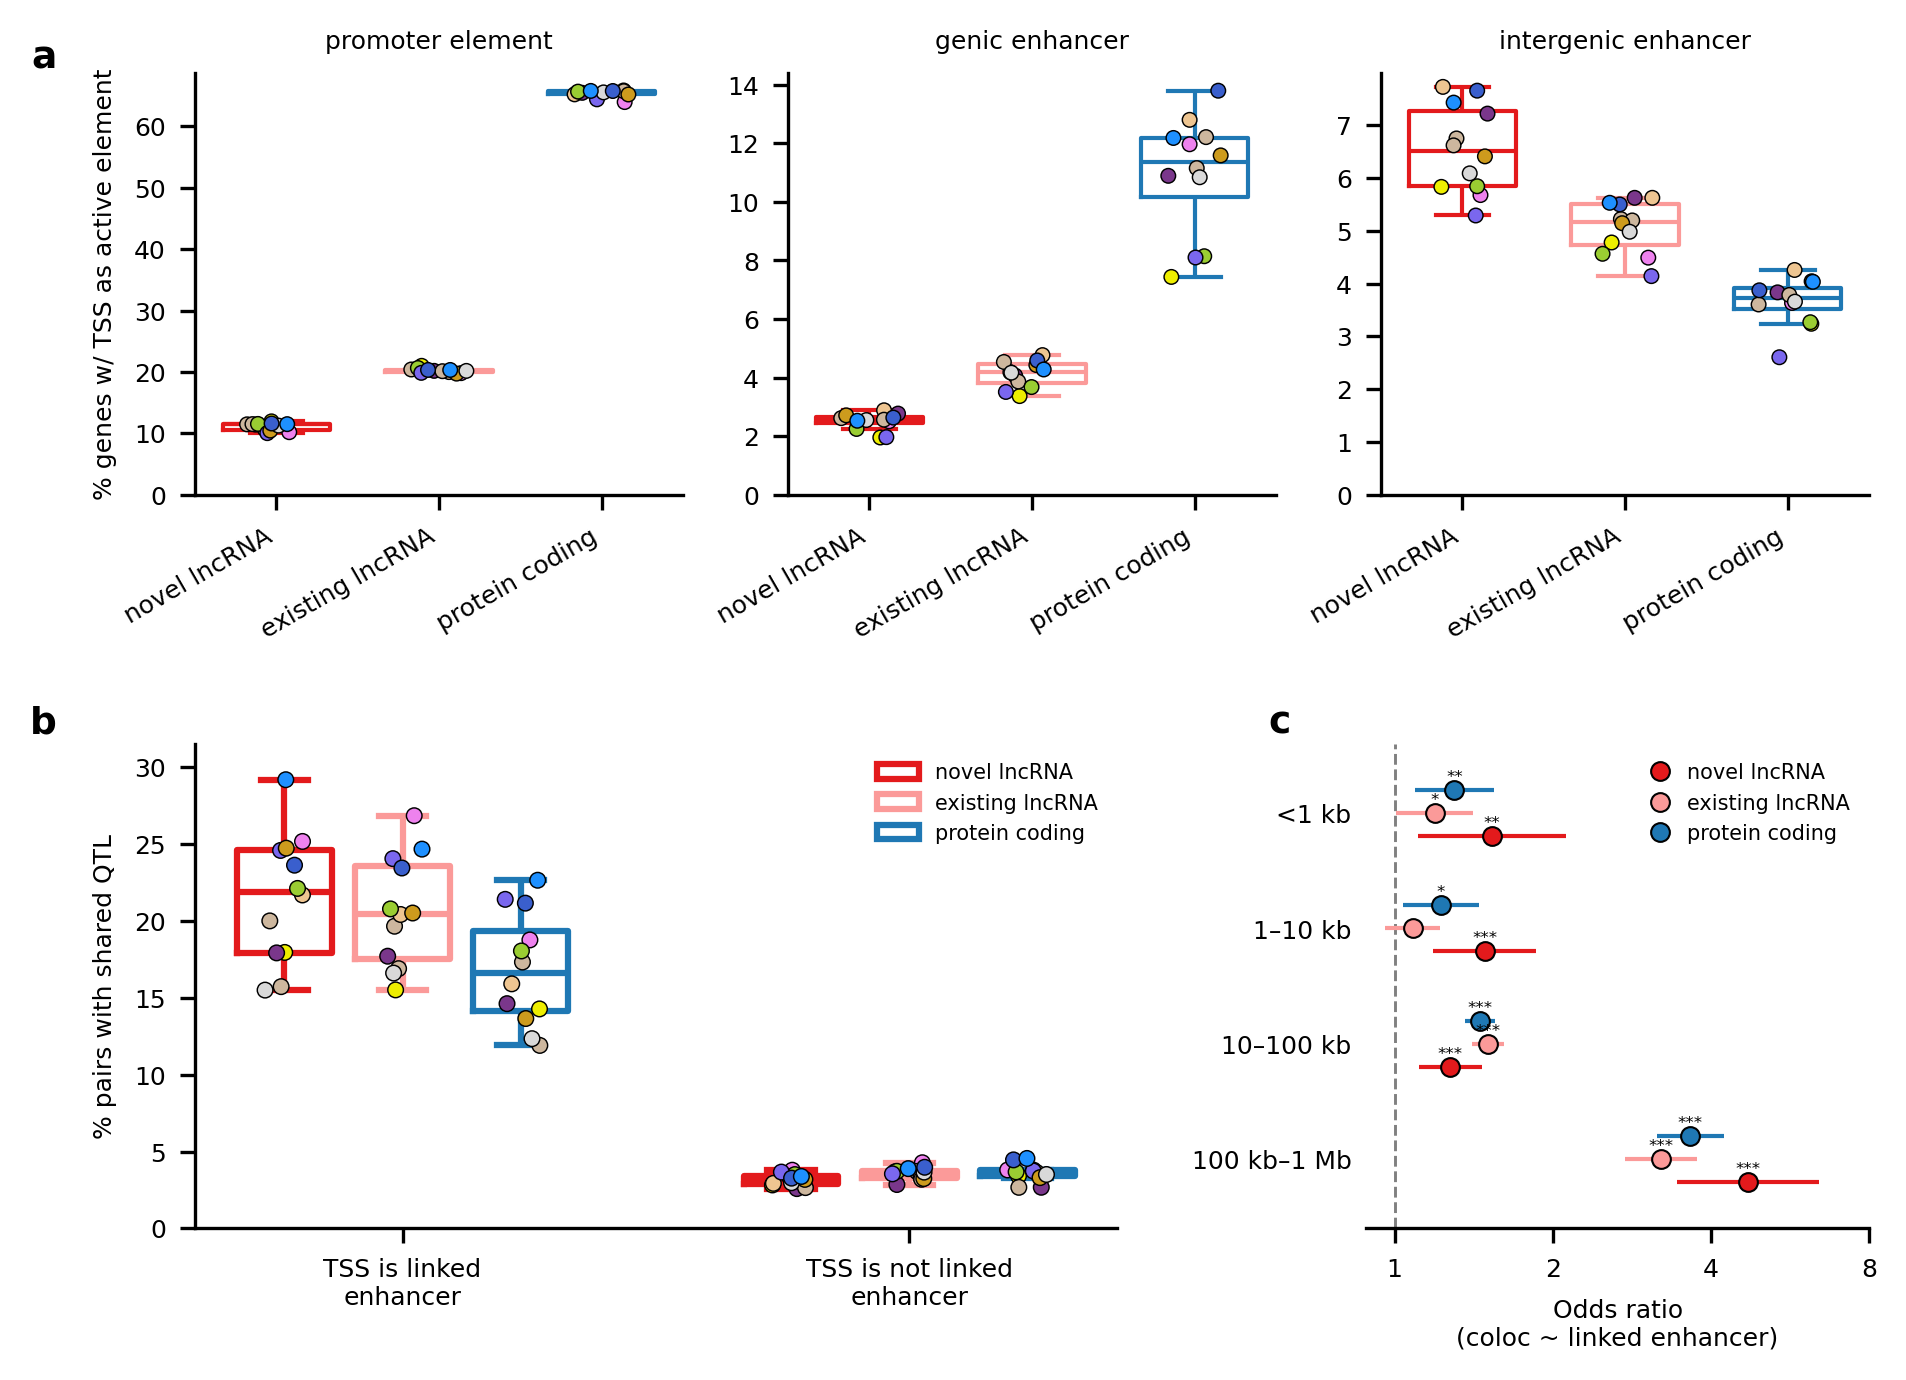 a
promoter element
genic enhancer
intergenic enhancer
% genes w/ TSS as active element
0
10
20
30
40
50
60
novel lncRNA
existing lncRNA
protein coding
0
2
4
6
8
10
12
14
novel lncRNA
existing lncRNA
protein coding
0
1
2
3
4
5
6
7
novel lncRNA
existing lncRNA
protein coding
b
% pairs with shared QTL
0
5
10
15
20
25
30
novel lncRNA
existing lncRNA
protein coding
TSS is linked
enhancer
TSS is not linked
enhancer
c
novel lncRNA
existing lncRNA
protein coding
<1 kb
**
*
**
1–10 kb
*
***
10–100 kb
***
***
***
100 kb–1 Mb
***
***
***
1
2
4
8
Odds ratio
(coloc ~ linked enhancer)